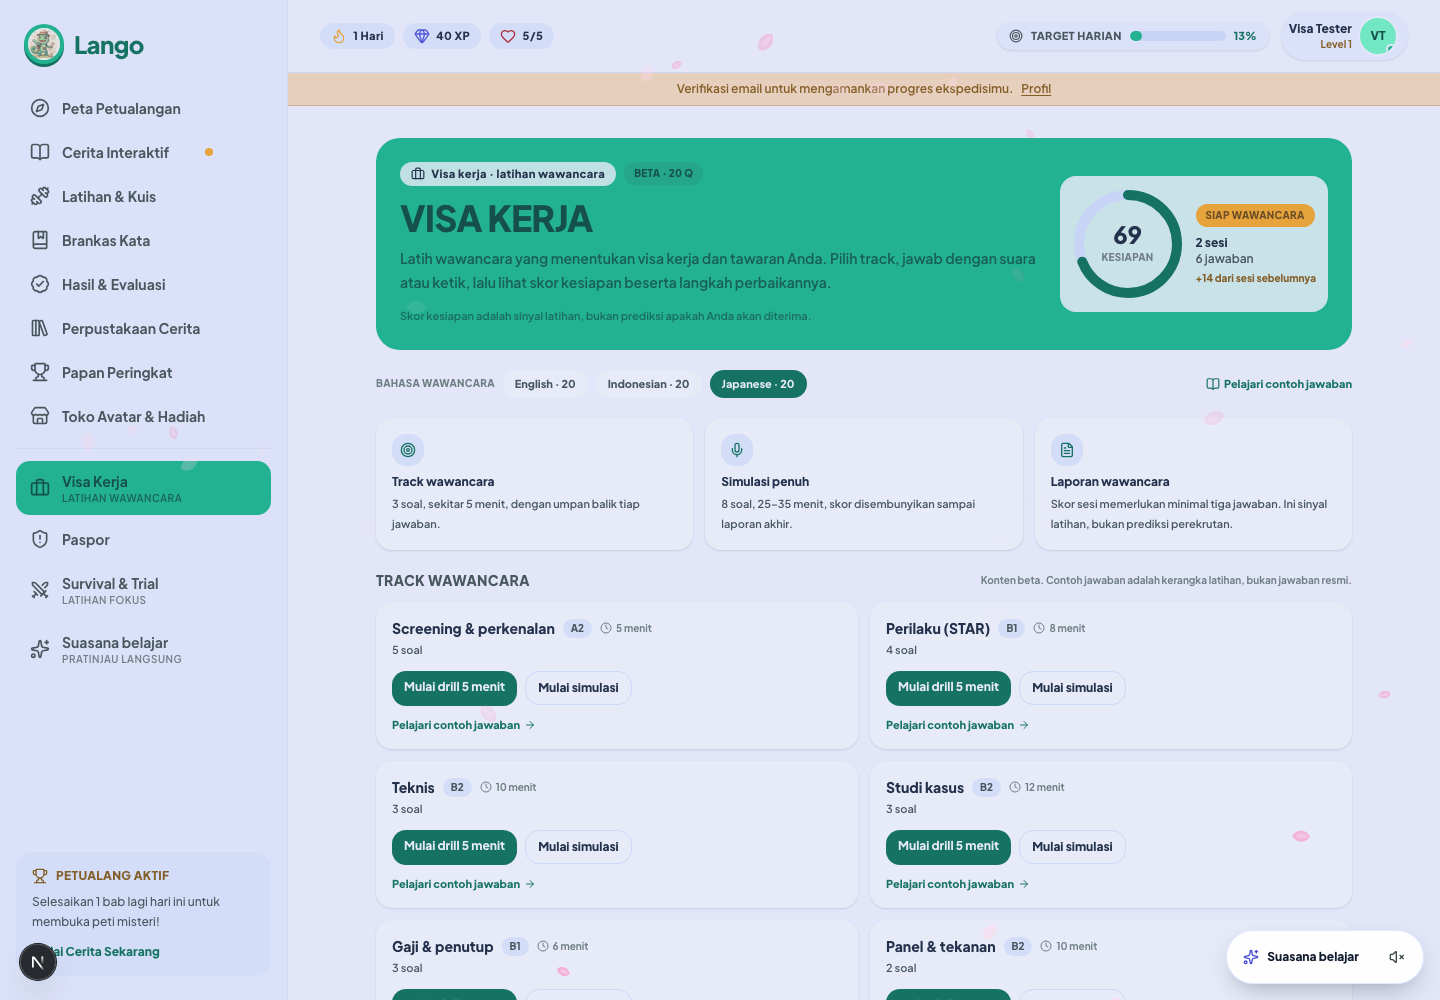 Lango
Peta Petualangan
Cerita Interaktif
Latihan & Kuis
Brankas Kata
Hasil & Evaluasi
Perpustakaan Cerita
Papan Peringkat
Toko Avatar & Hadiah
Visa Kerja
LATIHAN WAWANCARA
Paspor
Survival & Trial
LATIHAN FOKUS
Suasana belajar
PRATINJAU LANGSUNG
PETUALANG AKTIF
Selesaikan 1 bab lagi hari ini untuk
membuka peti misteri!
Cerita Sekarang
N
1 Hari
40 XP
5/5
TARGET HARIAN
13%
Visa Tester
Level 1
VT
Verifikasi email untuk mengamankan progres ekspedisimu. Profil
Visa kerja · latihan wawancara
BETA · 20 Q
VISA KERJA
Latih wawancara yang menentukan visa kerja dan tawaran Anda. Pilih track, jawab dengan suara
atau ketik, lalu lihat skor kesiapan beserta langkah perbaikannya.
Skor kesiapan adalah sinyal latihan, bukan prediksi apakah Anda akan diterima.
69
KESIAPAN
SIAP WAWANCARA
2 sesi
6 jawaban
+14 dari sesi sebelumnya
BAHASA WAWANCARA
English · 20
Indonesian · 20
Japanese · 20
Pelajari contoh jawaban
Track wawancara
3 soal, sekitar 5 menit, dengan umpan balik tiap
jawaban.
Simulasi penuh
8 soal, 25–35 menit, skor disembunyikan sampai
laporan akhir.
Laporan wawancara
Skor sesi memerlukan minimal tiga jawaban. Ini sinyal
latihan, bukan prediksi perekrutan.
TRACK WAWANCARA
Konten beta. Contoh jawaban adalah kerangka latihan, bukan jawaban resmi.
Screening & perkenalan A2 5 menit
5 soal
Mulai drill 5 menit Mulai simulasi
Pelajari contoh jawaban
Perilaku (STAR) B1 8 menit
4 soal
Mulai drill 5 menit Mulai simulasi
Pelajari contoh jawaban
Teknis B2 10 menit
3 soal
Mulai drill 5 menit Mulai simulasi
Pelajari contoh jawaban
Studi kasus B2 12 menit
3 soal
Mulai drill 5 menit Mulai simulasi
Pelajari contoh jawaban
Gaji & penutup B1 6 menit
3 soal
Panel & tekanan B2 10 menit
2 soal
Suasana belajar